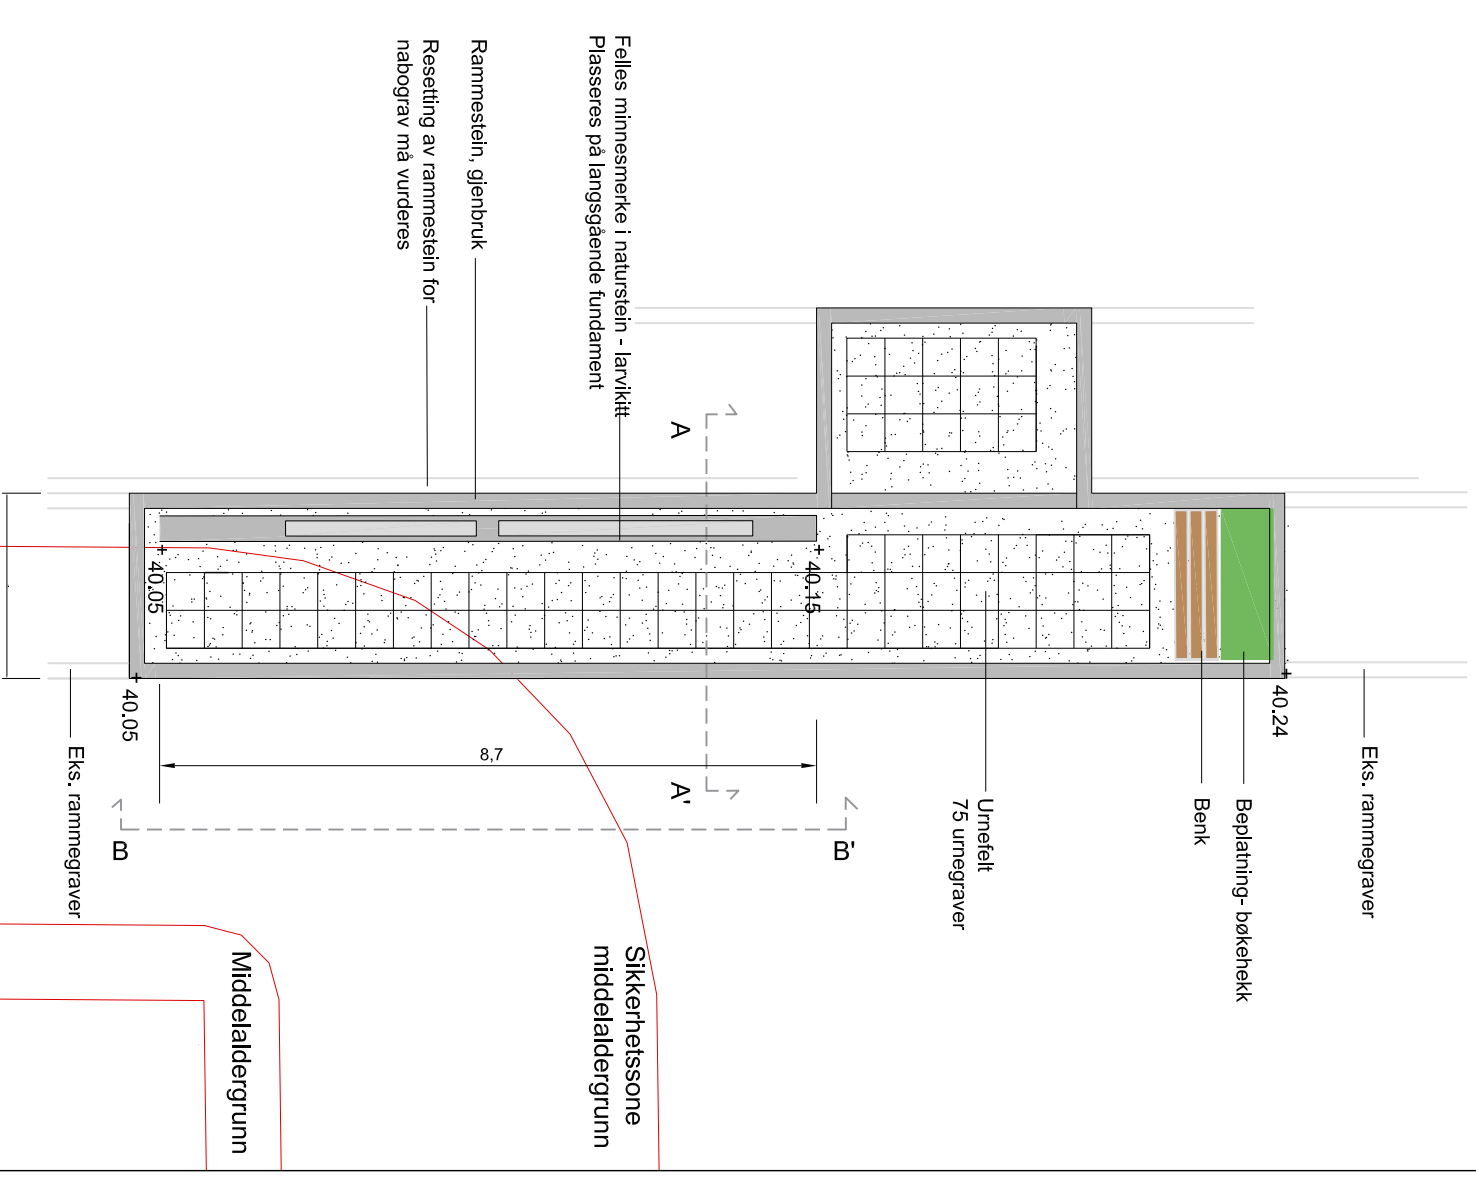 Felles minnesmerke i naturstein - larvikitt
Plasseres på langsgående fundament
Rammestein, gjenbruk
Resetting av rammestein for
nabograv må vurderes
A
A'
B
B'
40.05
40.15
40.05
40.24
8,7
Eks. rammegraver
Beplatning- bøkehekk
Benk
Urnefelt
75 urnegraver
Eks. rammegraver
Sikkerhetssone
middelaldergrunn
Middelaldergrunn